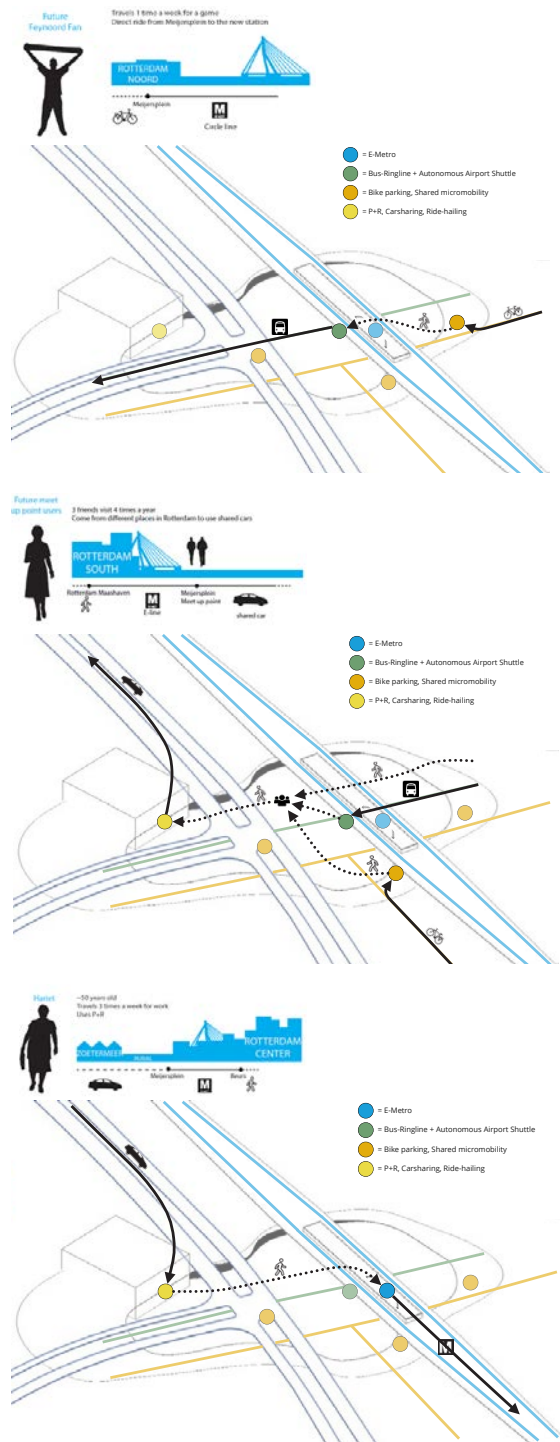 Future
Feynoord Fan
Travels 1 time a week for a game
Direct ride from Meijersplein to the new station
ROTTERDAM
NOORD
Meijersplein
M
Circle line
= E-Metro
= Bus-Ringline + Autonomous Airport Shuttle
= Bike parking, Shared micromobility
= P+R, Carsharing, Ride-hailing
Future meet
up point users
3 friends visit 4 times a year
Come from different places in Rotterdam to use shared cars
ROTTERDAM
SOUTH
Rotterdam Maashaven
M
E-line
Meijersplein
Meet up point
shared car
= E-Metro
= Bus-Ringline + Autonomous Airport Shuttle
= Bike parking, Shared micromobility
= P+R, Carsharing, Ride-hailing
~50 years old
Travels 3 times a week for work
Uses P+R
ZOETERMEER
RURAL
ROTTERDAM
CENTER
Meijersplein
M
Beurs
= E-Metro
= Bus-Ringline + Autonomous Airport Shuttle
= Bike parking, Shared micromobility
= P+R, Carsharing, Ride-hailing